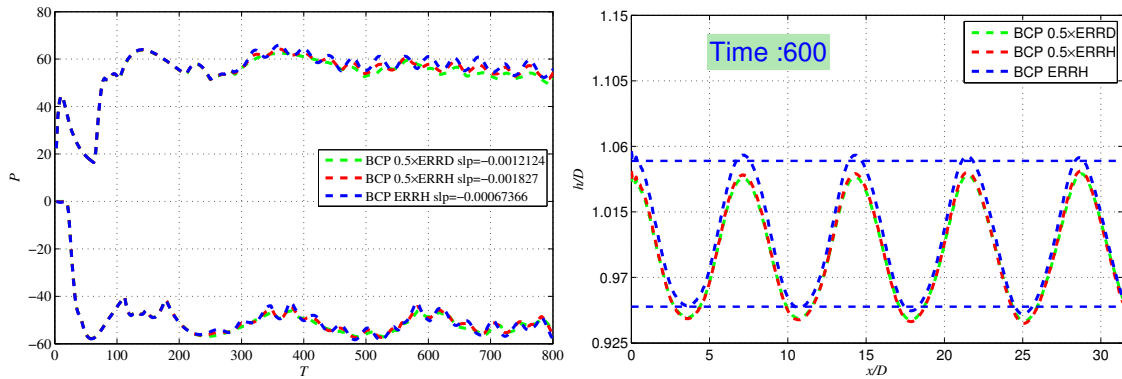 80
60
40
20
0
−20
−40
−60
P
0
100
200
300
400
500
600
700
800
T
BCP 0.5×ERRD slp=−0.0012124
BCP 0.5×ERRH slp=−0.001827
BCP ERRH slp=−0.00067366
1.15
1.105
1.06
1.015
0.97
0.925
h/D
0
5
10
15
20
25
30
x/D
Time :600
BCP 0.5×ERRD
BCP 0.5×ERRH
BCP ERRH